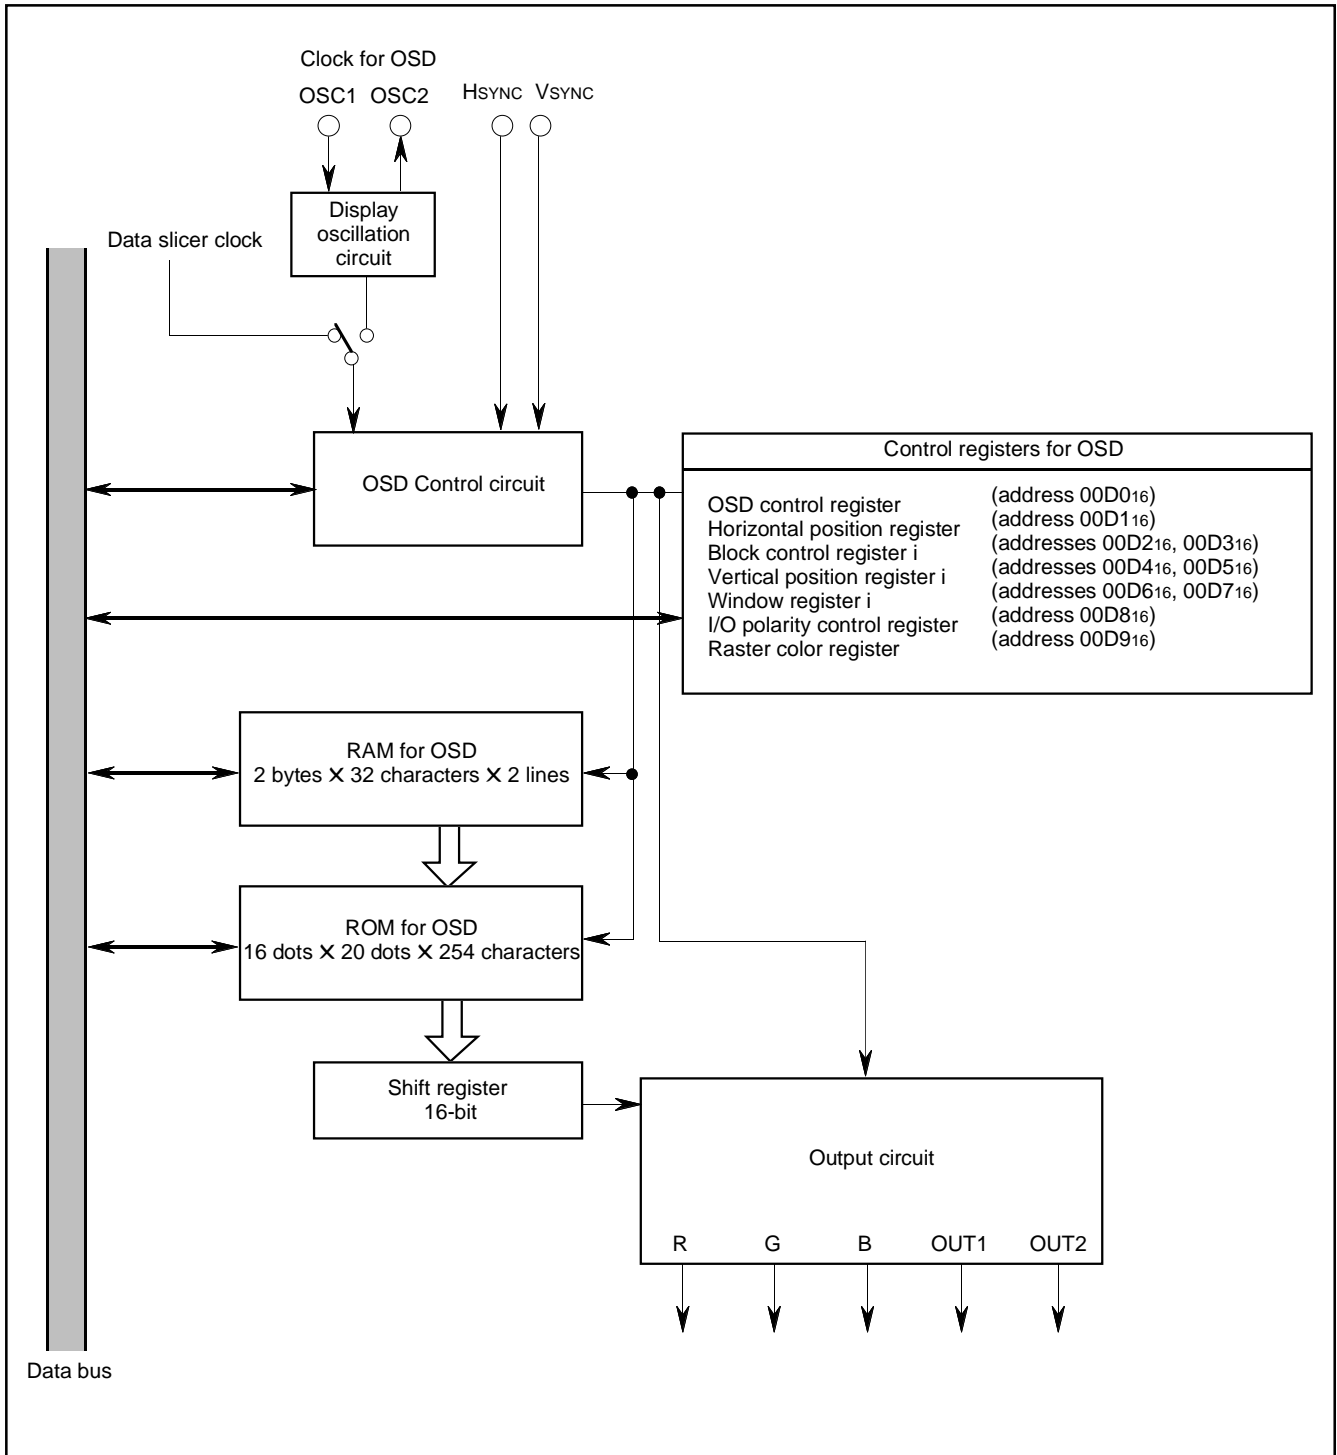 Clock for OSD
OSC1 OSC2 HSYNC VSYNC
Display
oscillation
circuit
Data slicer clock
OSD Control circuit
Control registers for OSD
OSD control register (address 00D016)
Horizontal position register (address 00D116)
Block control register i (addresses 00D216, 00D316)
Vertical position register i (addresses 00D416, 00D516)
Window register i (addresses 00D616, 00D716)
I/O polarity control register (address 00D816)
Raster color register (address 00D916)
RAM for OSD
2 bytes ✕ 32 characters ✕ 2 lines
ROM for OSD
16 dots ✕ 20 dots ✕ 254 characters
Shift register
16-bit
Output circuit
R G B OUT1 OUT2
Data bus